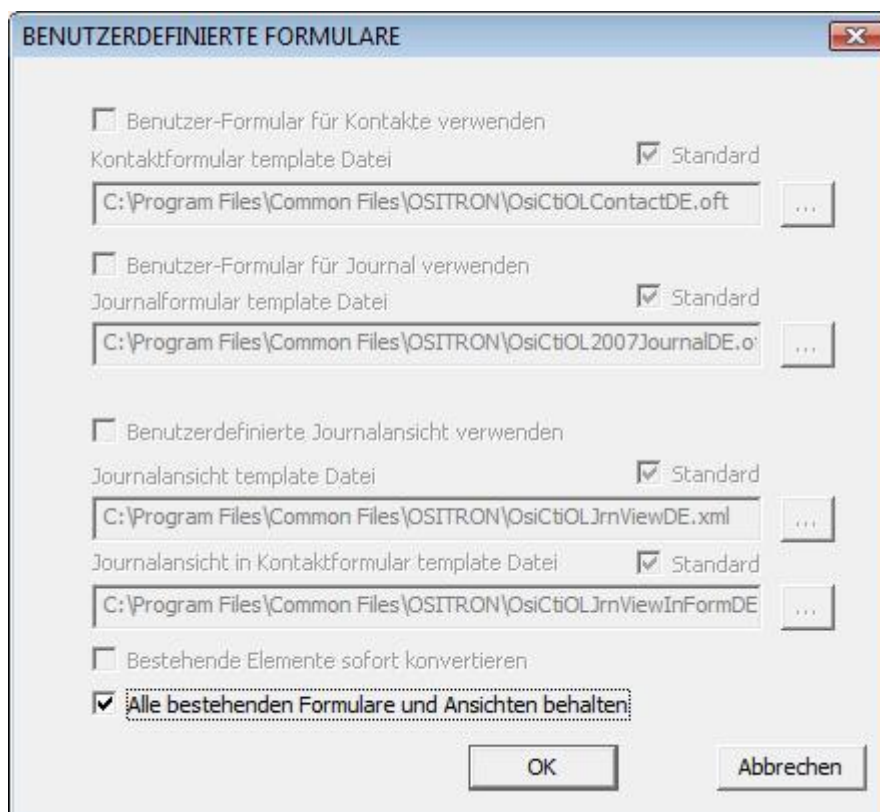 BENUTZERDEFINIERTE FORMULARE
Benutzer-Formular für Kontakte verwenden
Kontaktformular template Datei Standard
C:\Program Files\Common Files\OSITRON\OsiCtiOLContactDE.oft ...
Benutzer-Formular für Journal verwenden
Journalformular template Datei Standard
C:\Program Files\Common Files\OSITRON\OsiCtiOL2007JournalDE.o ...
Benutzerdefinierte Journalansicht verwenden
Journalansicht template Datei Standard
C:\Program Files\Common Files\OSITRON\OsiCtiOLJrnViewDE.xml ...
Journalansicht in Kontaktformular template Datei Standard
C:\Program Files\Common Files\OSITRON\OsiCtiOLJrnViewInFormDE ...
Bestehende Elemente sofort konvertieren
Alle bestehenden Formulare und Ansichten behalten
OK Abbrechen